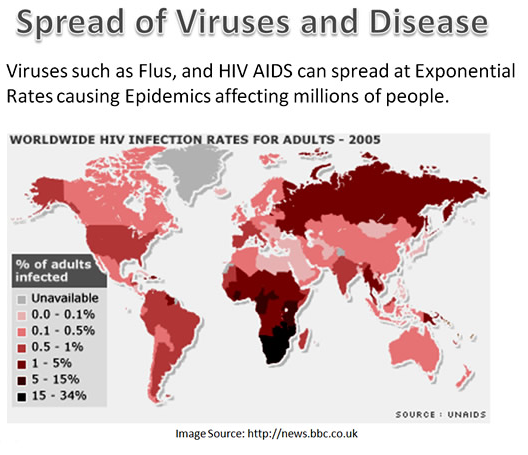 Spread of Viruses and Disease
Viruses such as Flus, and HIV AIDS can spread at Exponential
Rates causing Epidemics affecting millions of people.
WORLDWIDE HIV INFECTION RATES FOR ADULTS - 2005
% of adults
infected
Unavailable
0.0 - 0.1%
0.1 - 0.5%
0.5 - 1%
1 - 5%
5 - 15%
15 - 34%
SOURCE : UNAIDS
Image Source: http://news.bbc.co.uk